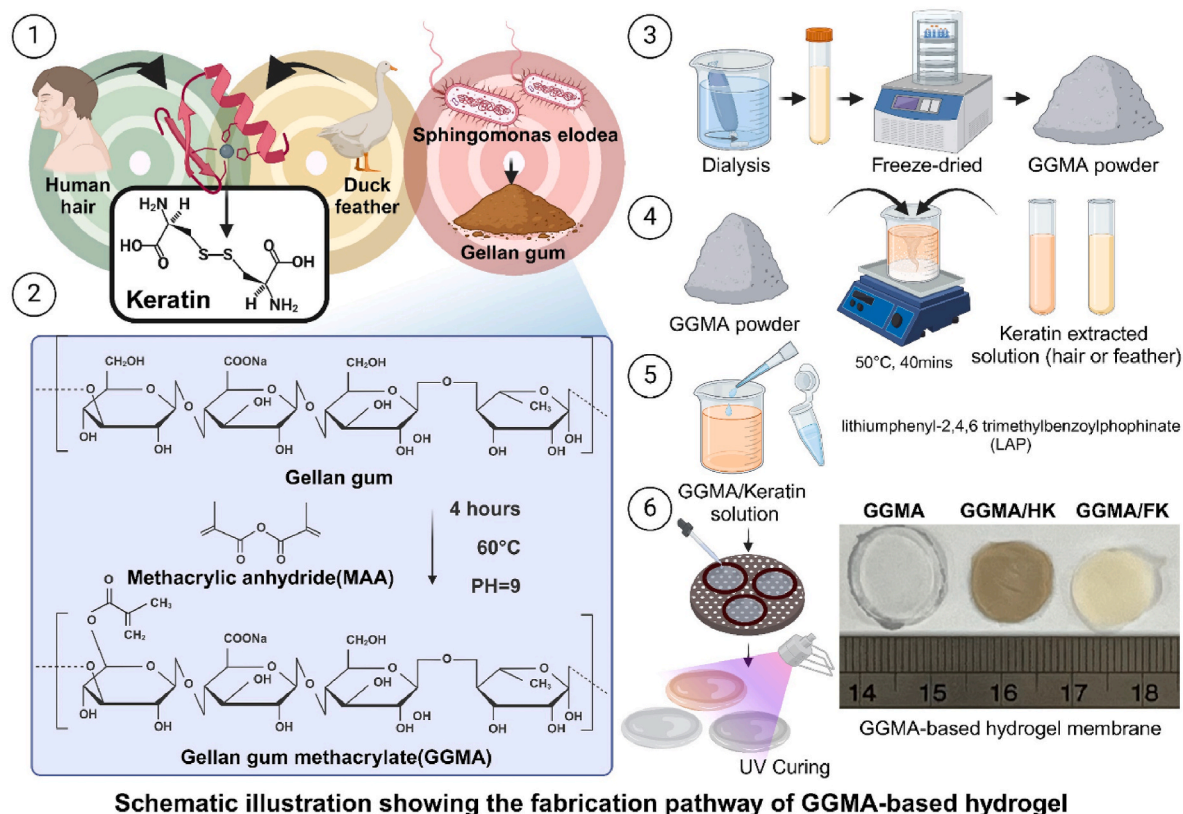 1
Human
hair
Duck
feather
Sphingomonas elodea
Gellan gum
H₂N
H
HO
O
S–S
O
OH
H
NH₂
Keratin
2
CH₂OH
COONa
CH₂OH
O
O
O
O
O
O
O
OH
OH
OH
CH₃
OH
OH
OH
OH
OH
OH
Gellan gum
O
O
O
Methacrylic anhydride(MAA)
4 hours
60°C
PH=9
O
CH₃
O
CH₂
COONa
CH₂OH
O
O
O
O
O
O
O
OH
OH
OH
CH₃
OH
OH
OH
OH
OH
OH
Gellan gum methacrylate(GGMA)
3
Dialysis
Freeze-dried
GGMA powder
4
GGMA powder
50°C, 40mins
Keratin extracted
solution (hair or feather)
5
GGMA/Keratin
solution
lithiumphenyl-2,4,6 trimethylbenzoylphophinate
(LAP)
6
UV Curing
GGMA GGMA/HK GGMA/FK
14 15 16 17 18
GGMA-based hydrogel membrane
Schematic illustration showing the fabrication pathway of GGMA-based hydrogel